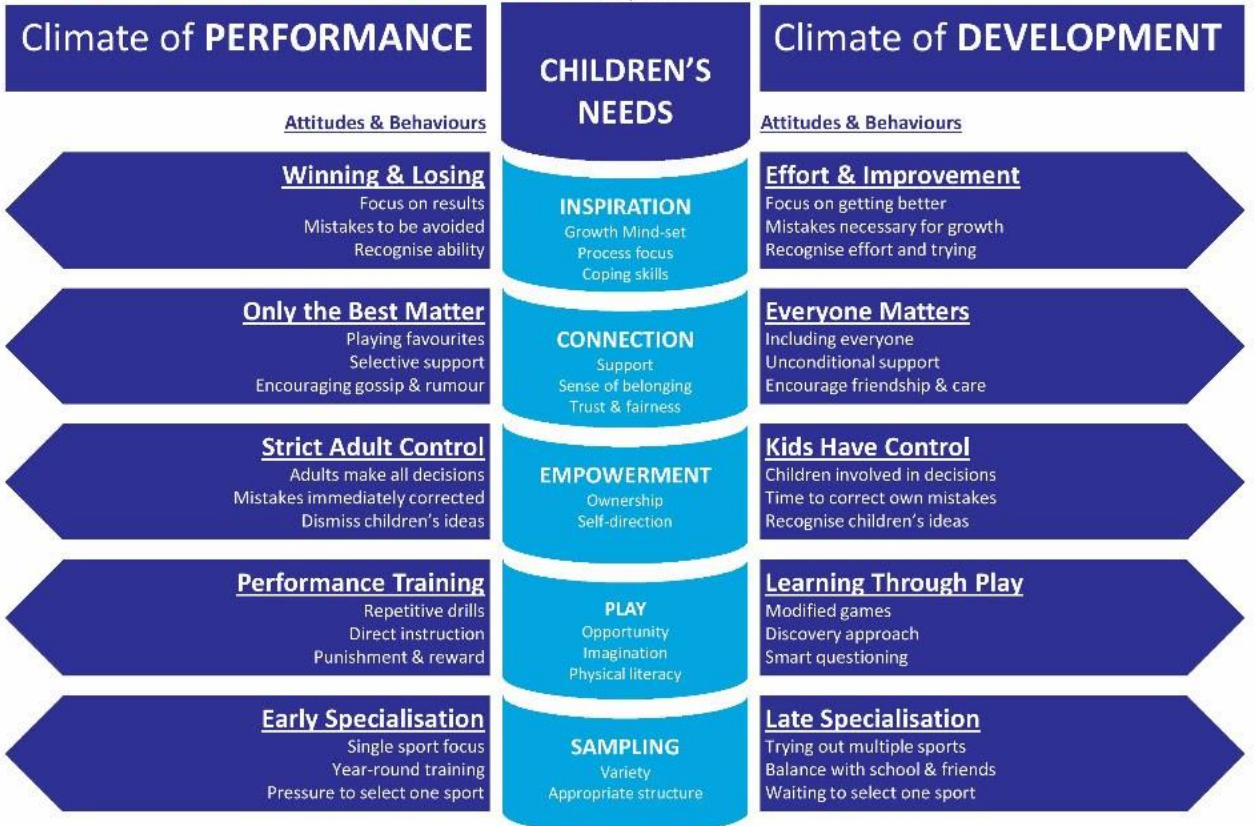 Climate of PERFORMANCE
CHILDREN'S
NEEDS
Climate of DEVELOPMENT
Attitudes & Behaviours
Attitudes & Behaviours
Winning & Losing
Focus on results
Mistakes to be avoided
Recognise ability
INSPIRATION
Growth Mind-set
Process focus
Coping skills
Effort & Improvement
Focus on getting better
Mistakes necessary for growth
Recognise effort and trying
Only the Best Matter
Playing favourites
Selective support
Encouraging gossip & rumour
CONNECTION
Support
Sense of belonging
Trust & fairness
Everyone Matters
Including everyone
Unconditional support
Encourage friendship & care
Strict Adult Control
Adults make all decisions
Mistakes immediately corrected
Dismiss children's ideas
EMPOWERMENT
Ownership
Self-direction
Kids Have Control
Children involved in decisions
Time to correct own mistakes
Recognise children's ideas
Performance Training
Repetitive drills
Direct instruction
Punishment & reward
PLAY
Opportunity
Imagination
Physical literacy
Learning Through Play
Modified games
Discovery approach
Smart questioning
Early Specialisation
Single sport focus
Year-round training
Pressure to select one sport
SAMPLING
Variety
Appropriate structure
Late Specialisation
Trying out multiple sports
Balance with school & friends
Waiting to select one sport